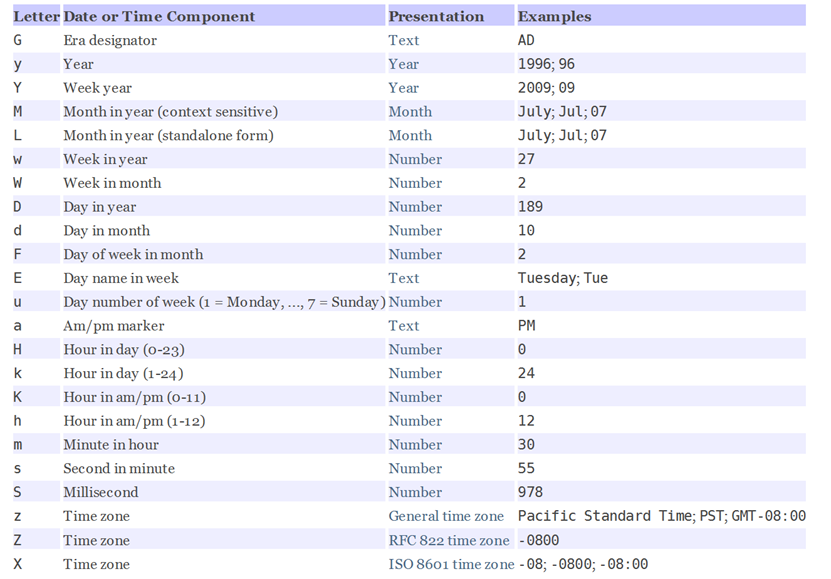 Letter Date or Time Component Presentation Examples
G Era designator Text AD
y Year Year 1996; 96
Y Week year Year 2009; 09
M Month in year (context sensitive) Month July; Jul; 07
L Month in year (standalone form) Month July; Jul; 07
w Week in year Number 27
W Week in month Number 2
D Day in year Number 189
d Day in month Number 10
F Day of week in month Number 2
E Day name in week Text Tuesday; Tue
u Day number of week (1 = Monday, ..., 7 = Sunday) Number 1
a Am/pm marker Text PM
H Hour in day (0-23) Number 0
k Hour in day (1-24) Number 24
K Hour in am/pm (0-11) Number 0
h Hour in am/pm (1-12) Number 12
m Minute in hour Number 30
s Second in minute Number 55
S Millisecond Number 978
z Time zone General time zone Pacific Standard Time; PST; GMT-08:00
Z Time zone RFC 822 time zone -0800
X Time zone ISO 8601 time zone -08; -0800; -08:00